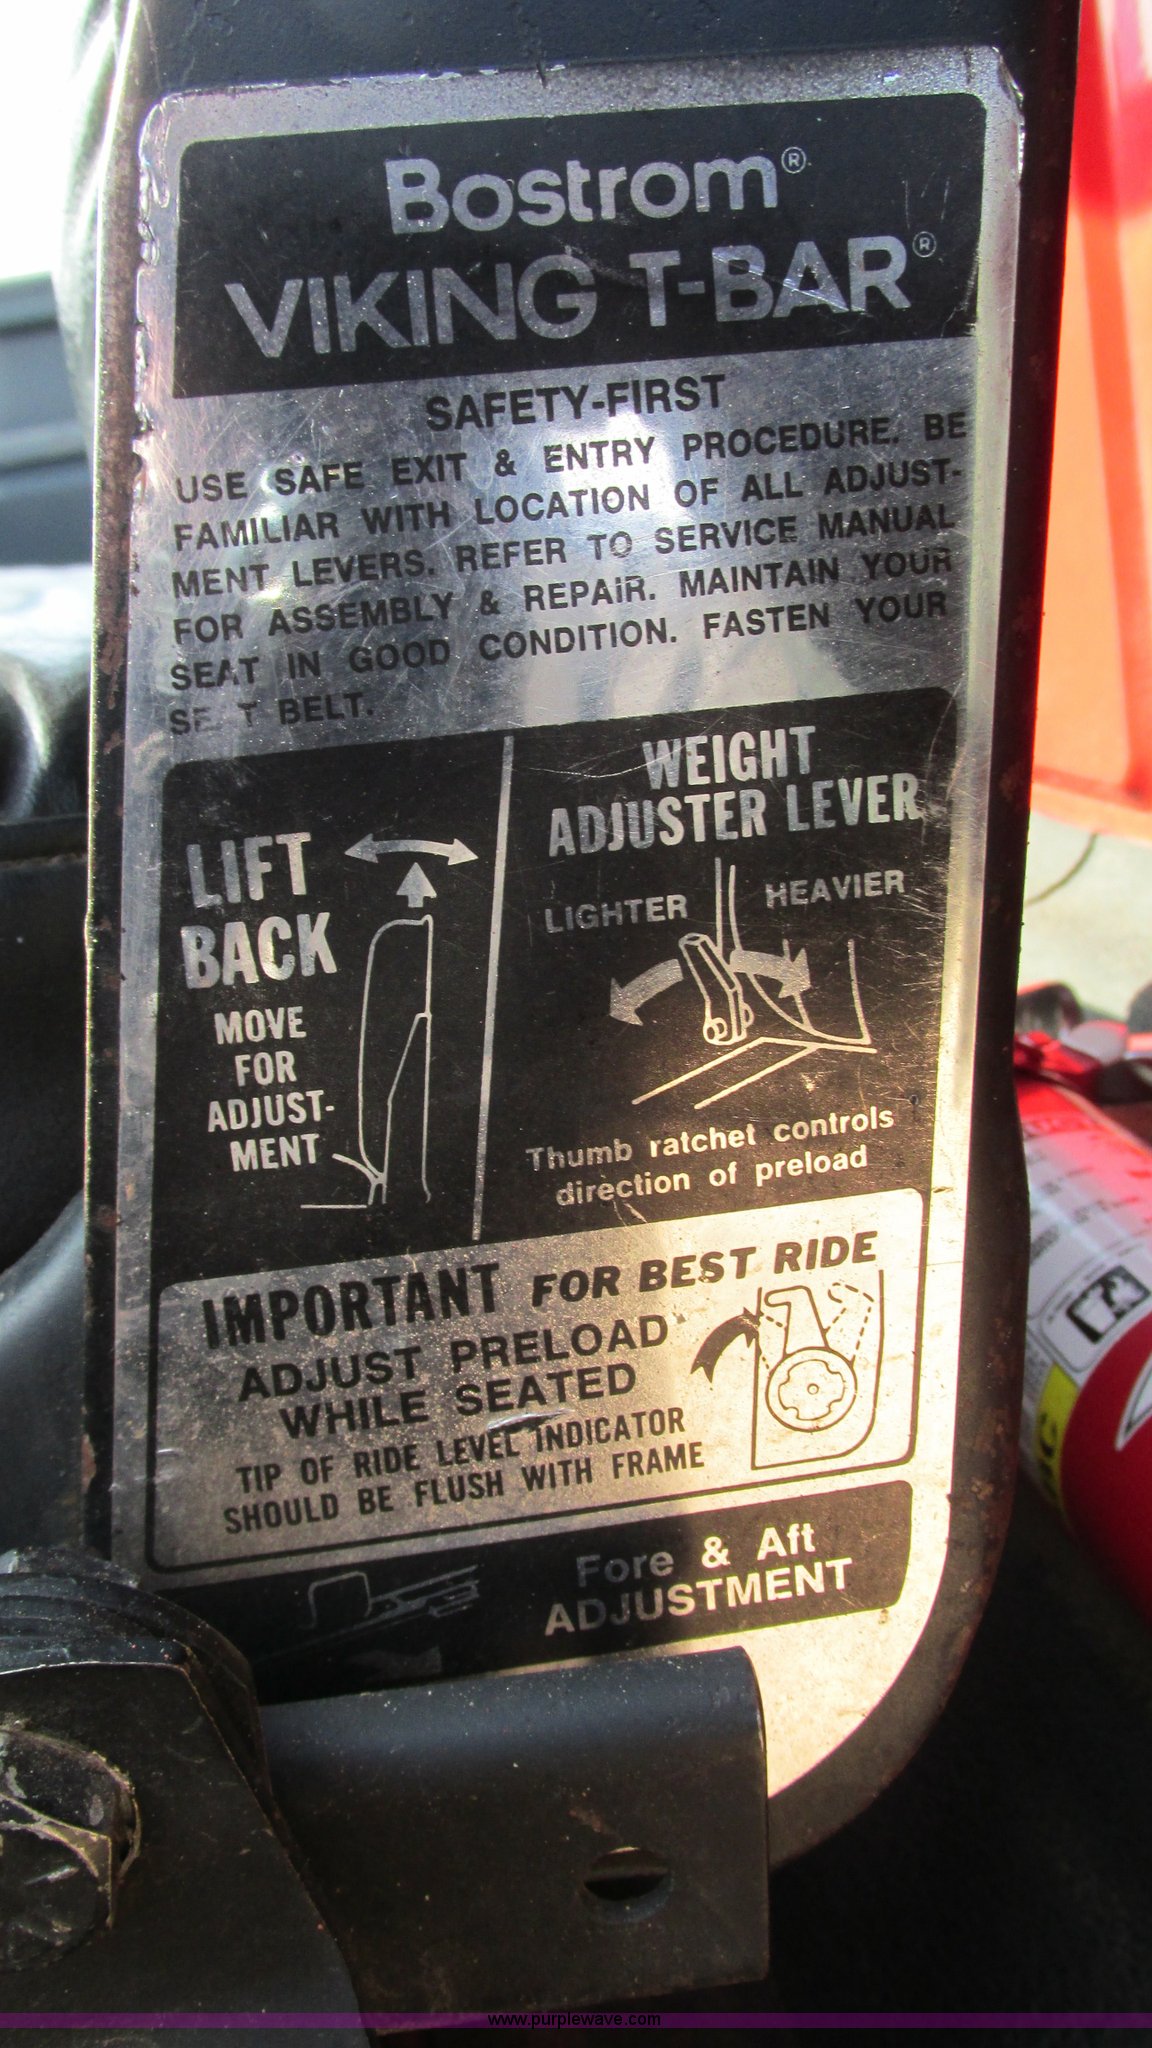 Bostrom®
VIKING T-BAR®
SAFETY-FIRST
USE SAFE EXIT & ENTRY PROCEDURE. BE
FAMILIAR WITH LOCATION OF ALL ADJUST-
MENT LEVERS. REFER TO SERVICE MANUAL
FOR ASSEMBLY & REPAIR. MAINTAIN YOUR
SEAT IN GOOD CONDITION. FASTEN YOUR
SE T BELT.
LIFT
BACK
MOVE
FOR
ADJUST-
MENT
WEIGHT
ADJUSTER LEVER
LIGHTER HEAVIER
Thumb ratchet controls
direction of preload
IMPORTANT FOR BEST RIDE
ADJUST PRELOAD
WHILE SEATED
TIP OF RIDE LEVEL INDICATOR
SHOULD BE FLUSH WITH FRAME
Fore & Aft
ADJUSTMENT
www.purplewave.com